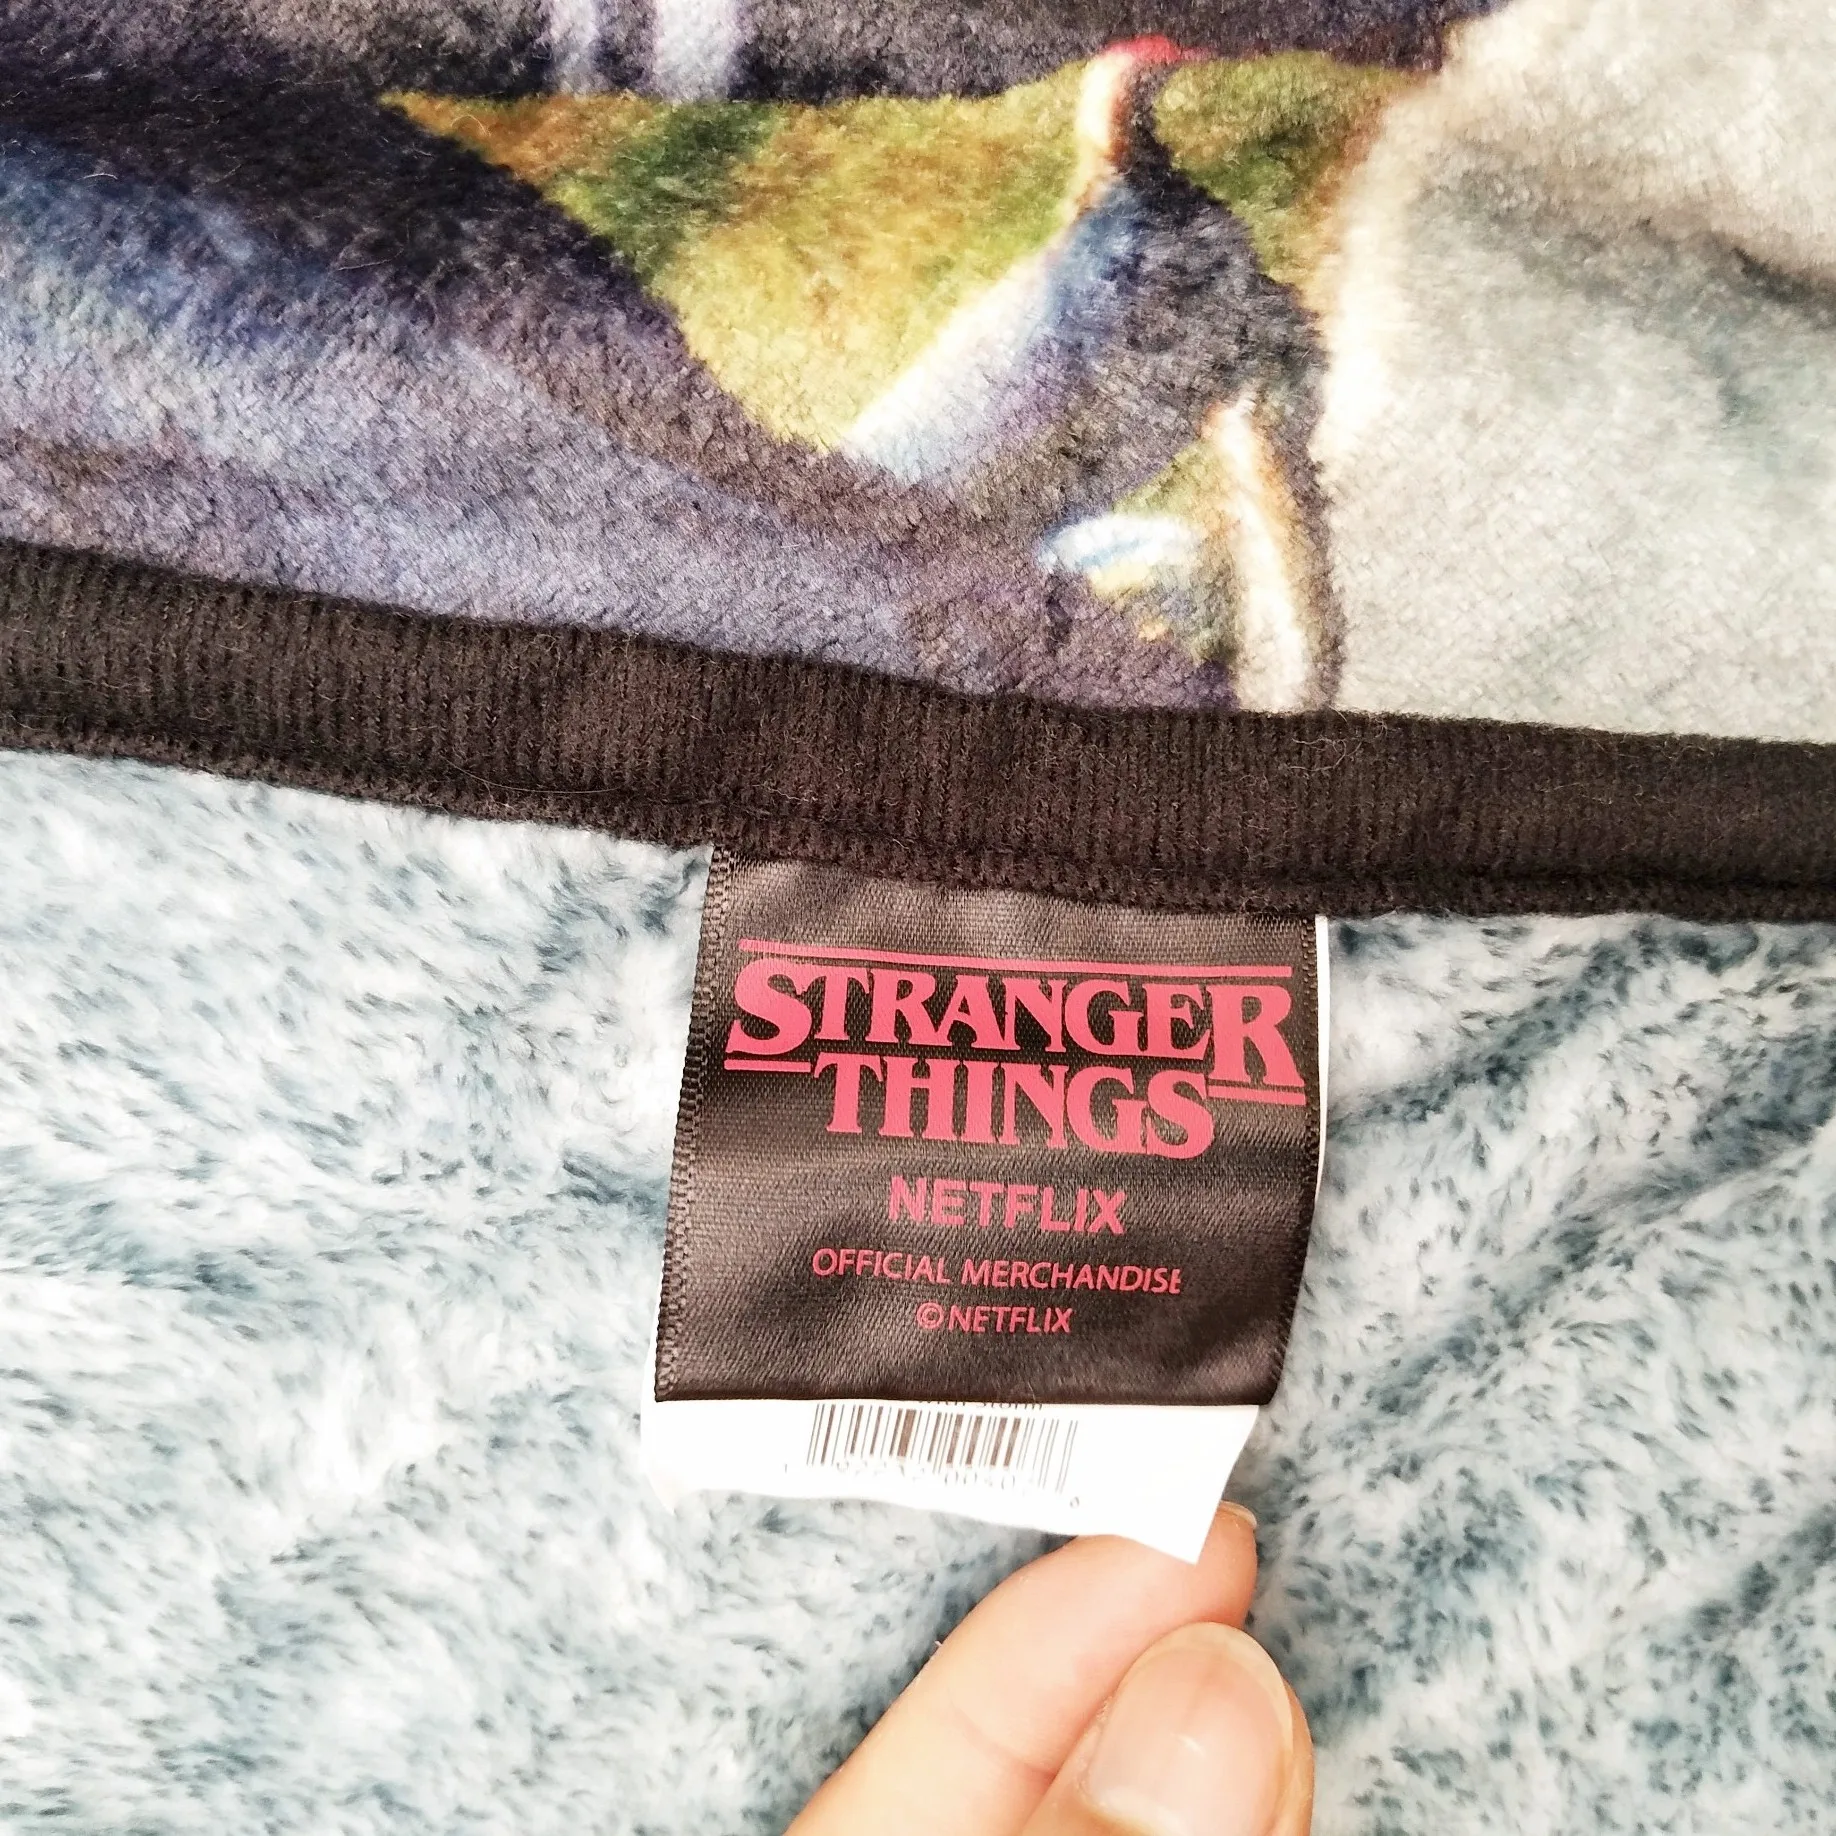 STRANGER
THINGS
NETFLIX
OFFICIAL MERCHANDISE
©NETFLIX